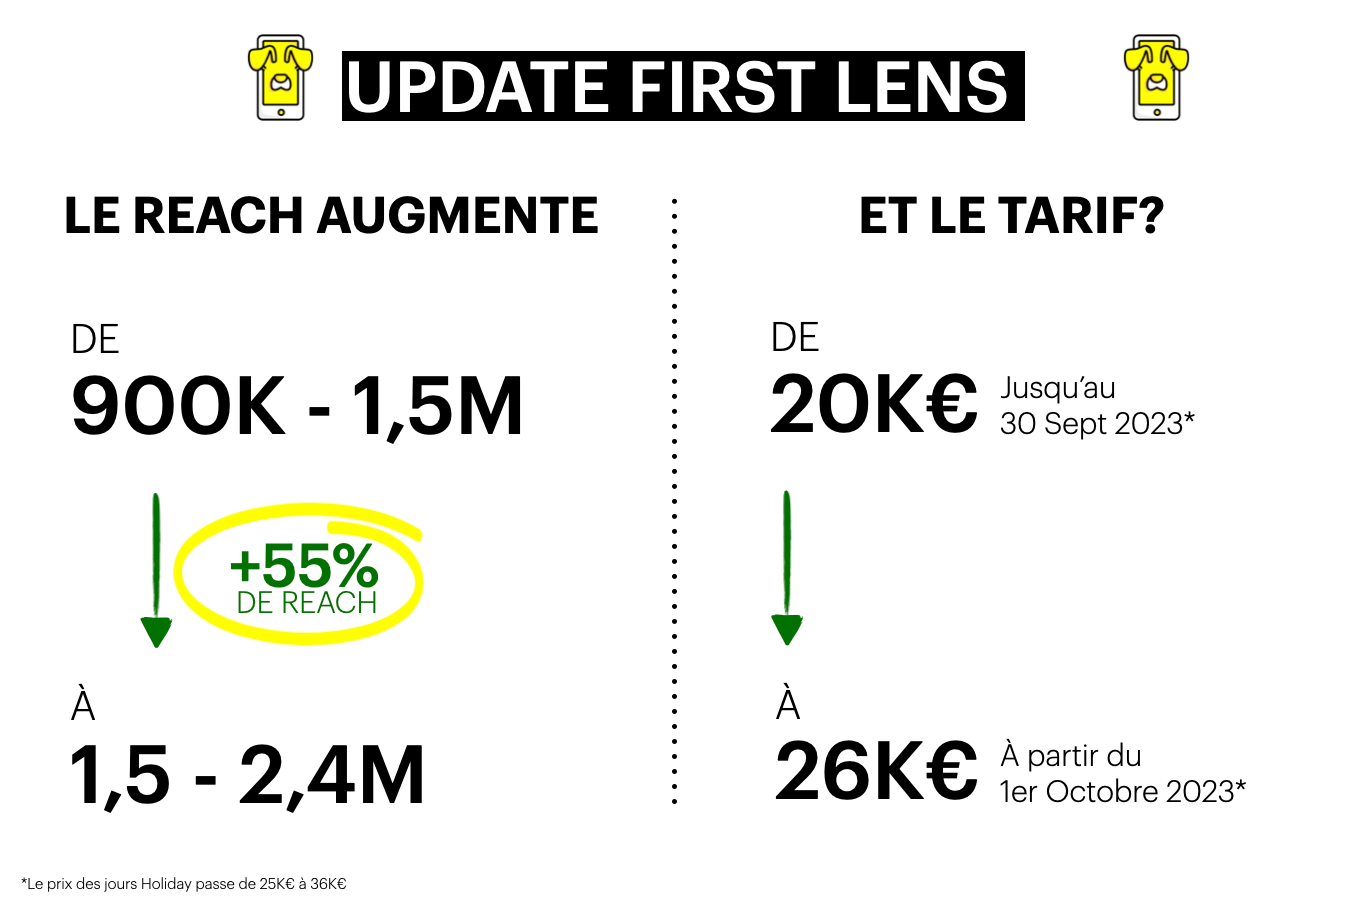 UPDATE FIRST LENS
LE REACH AUGMENTE
DE
900K - 1,5M
+55%
DE REACH
À
1,5 - 2,4M
ET LE TARIF?
DE
20K€
Jusqu’au
30 Sept 2023*
À
26K€
À partir du
1er Octobre 2023*
*Le prix des jours Holiday passe de 25K€ à 36K€